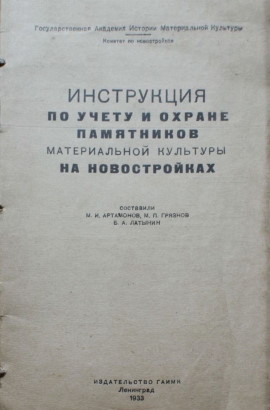 Государственная Академия Истории Материальной Культуры
Комитет по новостройкам
ИНСТРУКЦИЯ
ПО УЧЕТУ И ОХРАНЕ
ПАМЯТНИКОВ
МАТЕРИАЛЬНОЙ КУЛЬТУРЫ
НА НОВОСТРОЙКАХ
СОСТАВИЛИ
М. И. АРТАМОНОВ, М. П. ГРЯЗНОВ
Б. А. ЛАТЫНИН
ИЗДАТЕЛЬСТВО ГАИМК
Ленинград
1933